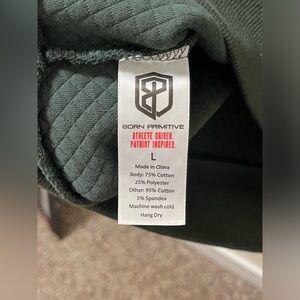 BORN PRIMITIVE
ATHLETE DRIVEN.
PATRIOT INSPIRED.
L
Made in China
Body: 75% Cotton
25% Polyester
Other: 95% Cotton
5% Spandex
Machine wash cold
Hang Dry